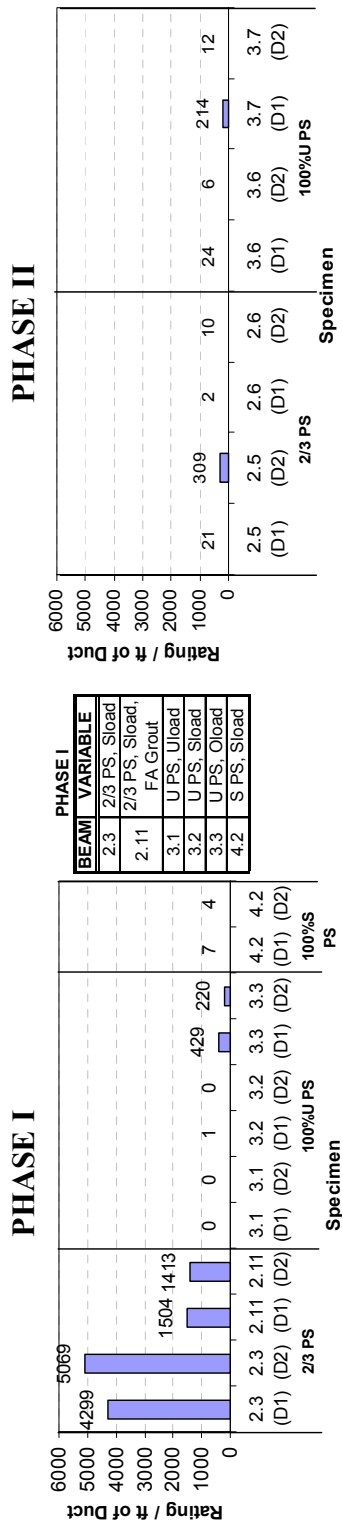 PHASE I
Rating / ft of Duct
6000
5000
4000
3000
2000
1000
0
4299
5069
1504
1413
0
0
1
0
429
220
7
4
2.3 2.3 2.11 2.11 3.1 3.1 3.2 3.2 3.3 3.3 4.2 4.2
(D1) (D2) (D1) (D2) (D1) (D2) (D1) (D2) (D1) (D2) (D1) (D2)
2/3 PS
100%U PS
100%S
PS
Specimen
PHASE I
BEAM VARIABLE
2.3 2/3 PS, Sload
2.11 2/3 PS, Sload,
FA Grout
3.1 U PS, Uload
3.2 U PS, Sload
3.3 U PS, Oload
4.2 S PS, Sload
PHASE II
Rating / ft of Duct
6000
5000
4000
3000
2000
1000
0
21
309
2
10
24
6
214
12
2.5 2.5 2.6 2.6 3.6 3.6 3.7 3.7
(D1) (D2) (D1) (D2) (D1) (D2) (D1) (D2)
2/3 PS
100%U PS
Specimen